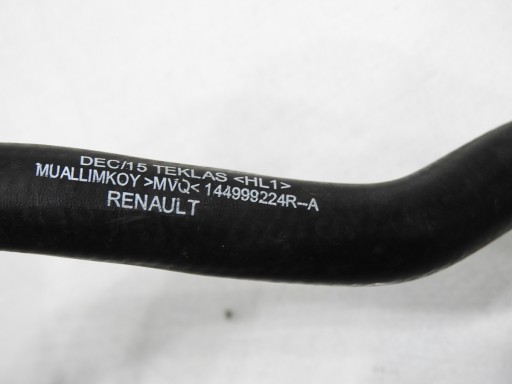 DEC/15 TEKLAS <HL1>
MUALLIMKOY >MVQ< 144999224R--A
RENAULT